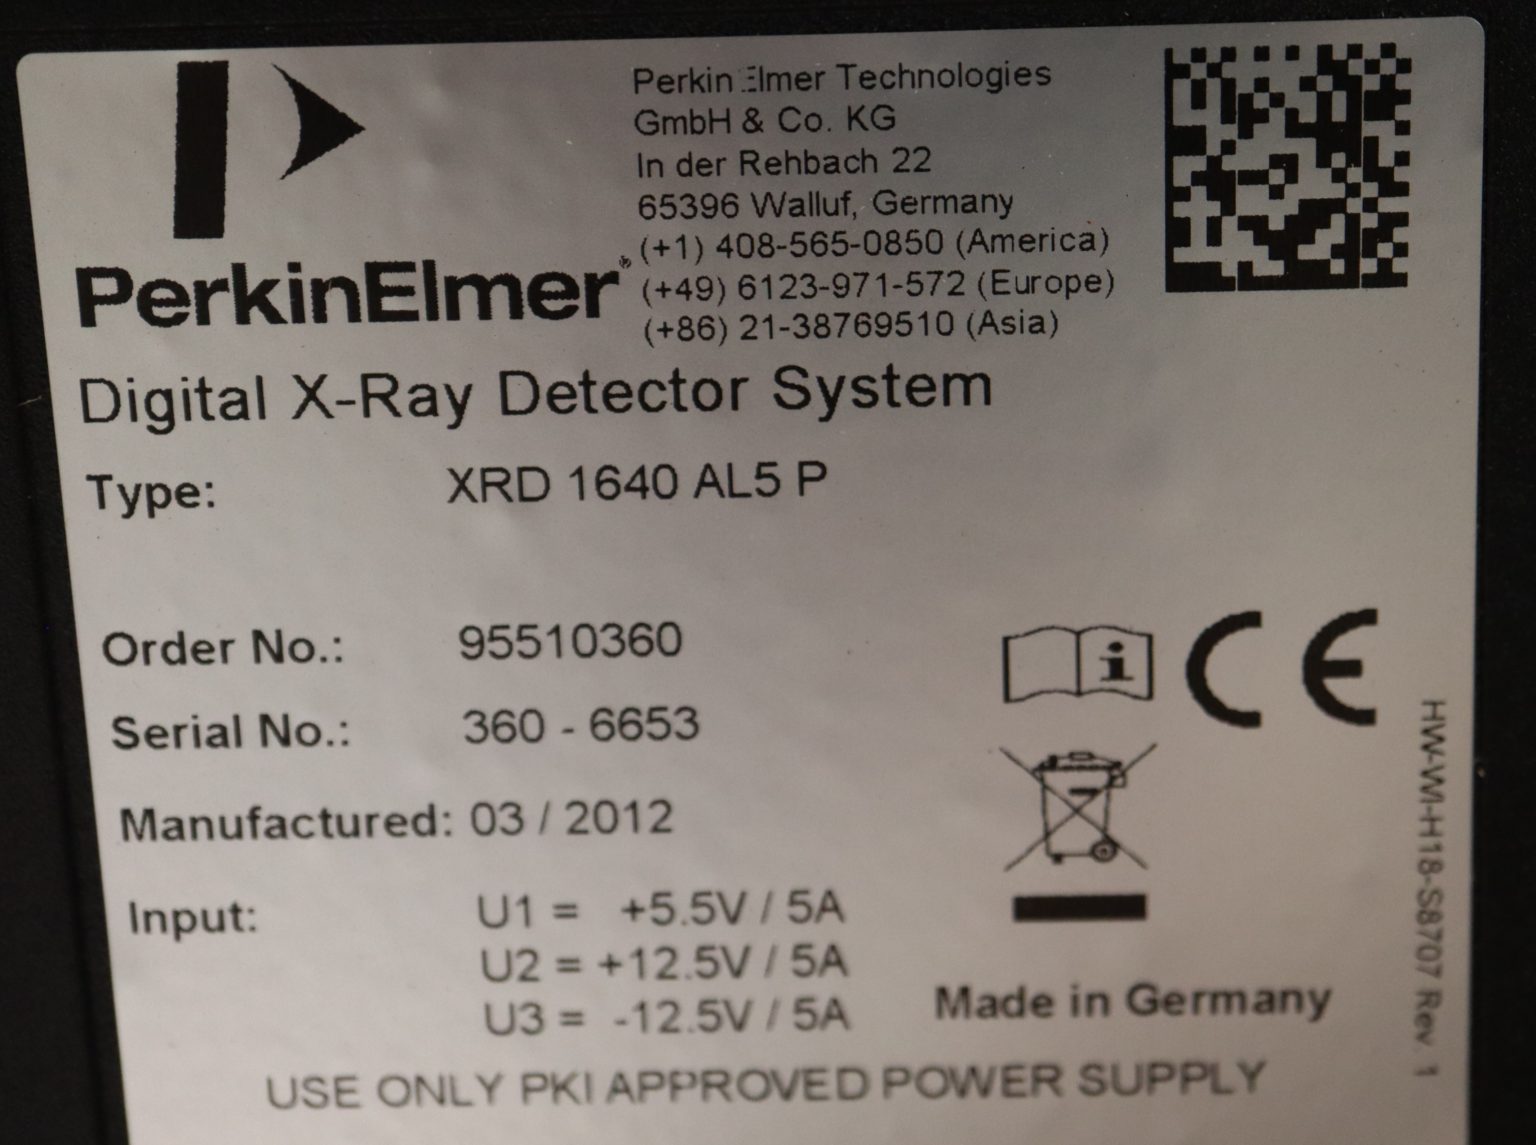 PerkinElmer Technologies
GmbH & Co. KG
In der Rehbach 22
65396 Walluf, Germany
(+1) 408-565-0850 (America)
(+49) 6123-971-572 (Europe)
(+86) 21-38769510 (Asia)
PerkinElmer
Digital X-Ray Detector System
Type: XRD 1640 AL5 P
Order No.: 95510360
Serial No.: 360 - 6653
Manufactured: 03 / 2012
Input: U1 = +5.5V / 5A
U2 = +12.5V / 5A
U3 = -12.5V / 5A
i
CE
Made in Germany
USE ONLY PKI APPROVED POWER SUPPLY
HW-WI-H18-S8707 Rev 1